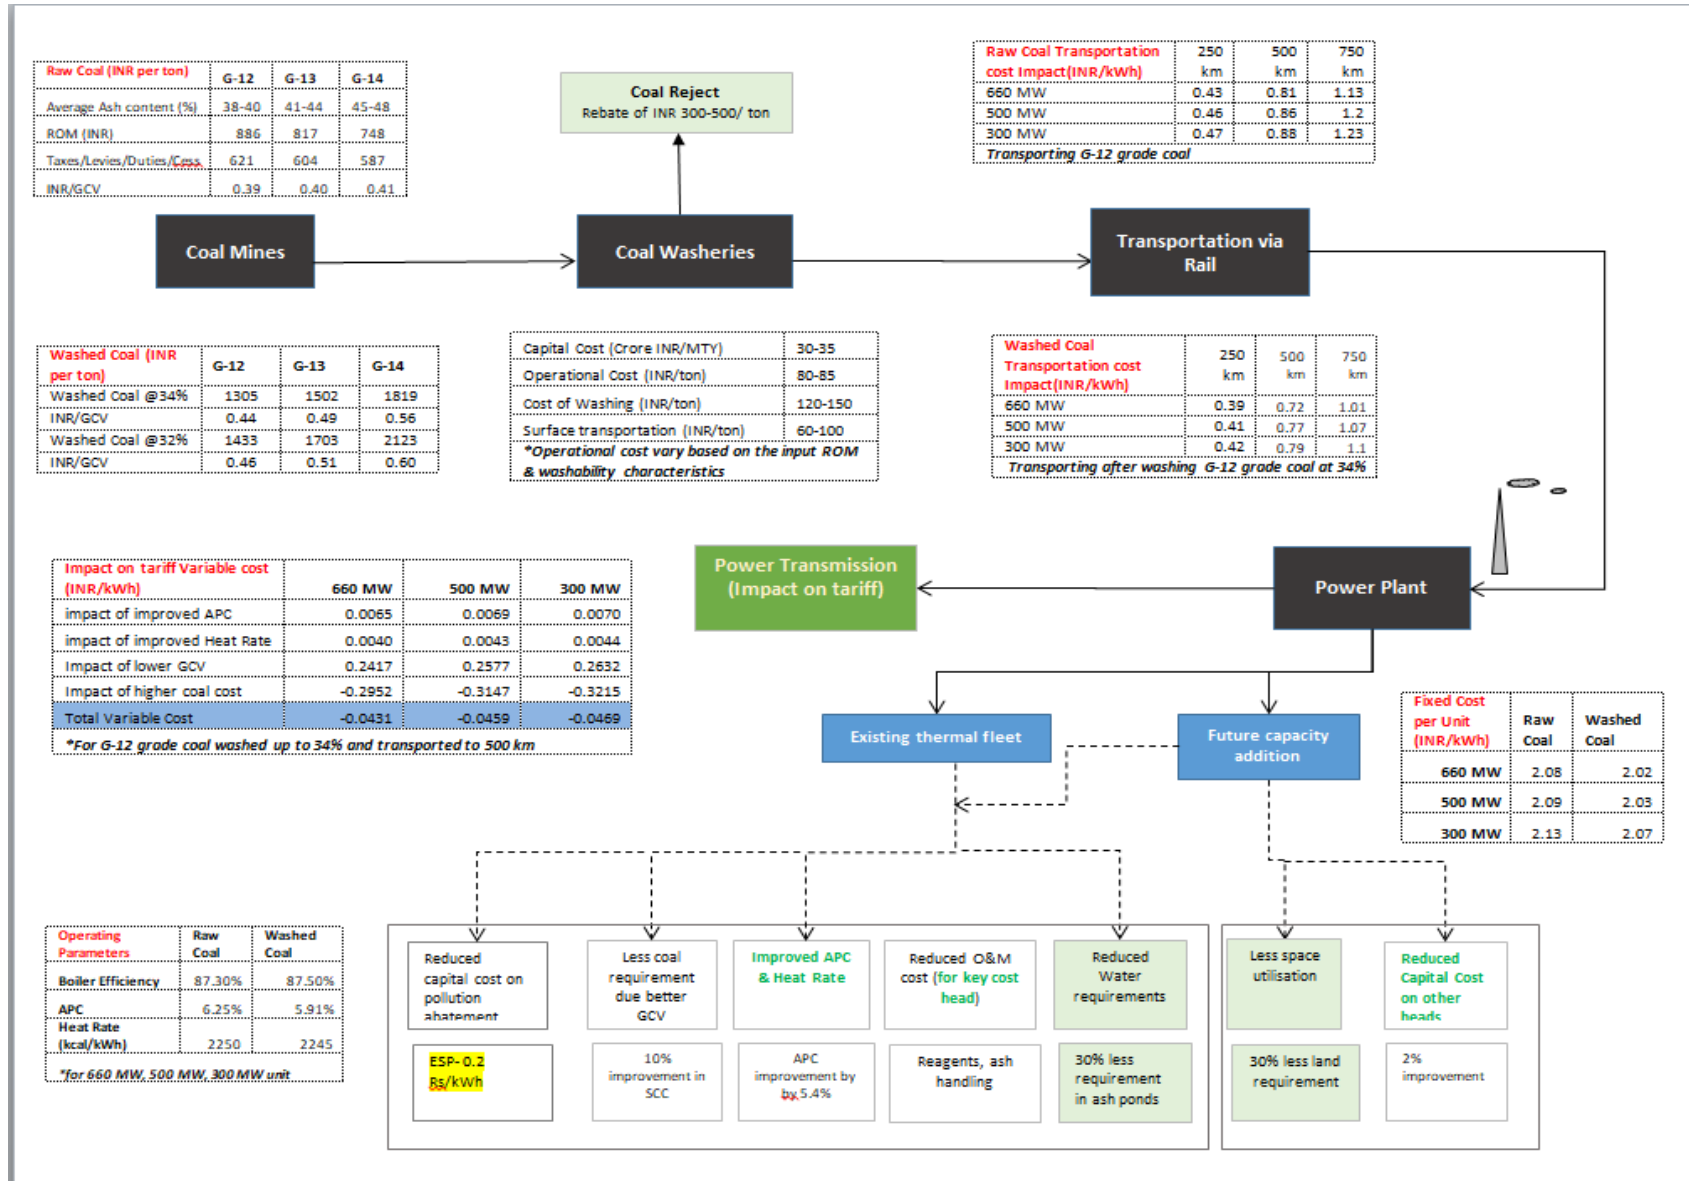 Raw Coal (INR per ton) G-12 G-13 G-14
Average Ash content (%) 38-40 41-44 45-48
ROM (INR) 886 817 748
Taxes/Levies/Duties/Cess 621 604 587
INR/GCV 0.39 0.40 0.41
Coal Reject
Rebate of INR 300-500/ ton
Raw Coal Transportation 250 500 750
cost Impact(INR/kWh) km km km
660 MW 0.43 0.81 1.13
500 MW 0.46 0.86 1.2
300 MW 0.47 0.88 1.23
Transporting G-12 grade coal
Coal Mines
Coal Washeries
Transportation via
Rail
Washed Coal (INR
per ton) G-12 G-13 G-14
Washed Coal @34% 1305 1502 1819
INR/GCV 0.44 0.49 0.56
Washed Coal @32% 1433 1703 2123
INR/GCV 0.46 0.51 0.60
Capital Cost (Crore INR/MTY) 30-35
Operational Cost (INR/ton) 80-85
Cost of Washing (INR/ton) 120-150
Surface transportation (INR/ton) 60-100
*Operational cost vary based on the input ROM
& washability characteristics
Washed Coal
Transportation cost
Impact(INR/kWh) 250 km 500 km 750 km
660 MW 0.39 0.72 1.01
500 MW 0.41 0.77 1.07
300 MW 0.42 0.79 1.1
Transporting after washing G-12 grade coal at 34%
Impact on tariff Variable cost
(INR/kWh) 660 MW 500 MW 300 MW
impact of improved APC 0.0065 0.0069 0.0070
impact of improved Heat Rate 0.0040 0.0043 0.0044
Impact of lower GCV 0.2417 0.2577 0.2632
Impact of higher coal cost -0.2952 -0.3147 -0.3215
Total Variable Cost -0.0431 -0.0459 -0.0469
*For G-12 grade coal washed up to 34% and transported to 500 km
Power Transmission
(Impact on tariff)
Power Plant
Existing thermal fleet
Future capacity
addition
Fixed Cost
per Unit Raw Washed
(INR/kWh) Coal Coal
660 MW 2.08 2.02
500 MW 2.09 2.03
300 MW 2.13 2.07
Operating Raw Washed
Parameters Coal Coal
Boiler Efficiency 87.30% 87.50%
APC 6.25% 5.91%
Heat Rate
(kcal/kWh) 2250 2245
*for 660 MW, 500 MW, 300 MW unit
Reduced
capital cost on
pollution
abatement
Less coal
requirement
due better
GCV
Improved APC
& Heat Rate
Reduced O&M
cost (for key cost
head)
Reduced
Water
requirements
Less space
utilisation
Reduced
Capital Cost
on other
heads
ESP- 0.2
Rs/kWh
10%
improvement in
SCC
APC
improvement by
by 5.4%
Reagents, ash
handling
30% less
requirement
in ash ponds
30% less land
requirement
2%
improvement